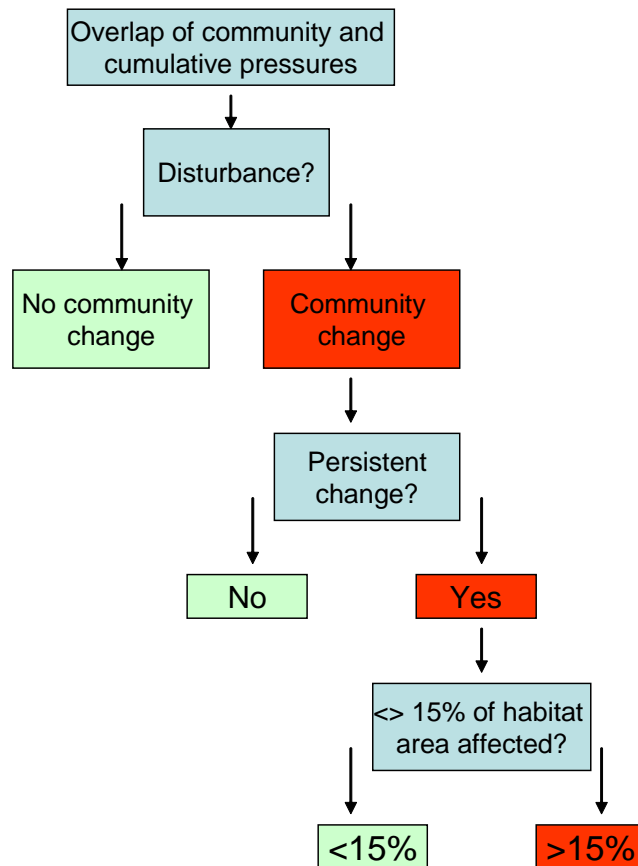 Overlap of community and
cumulative pressures
Disturbance?
No community
change
Community
change
Persistent
change?
No
Yes
<> 15% of habitat
area affected?
<15%
>15%